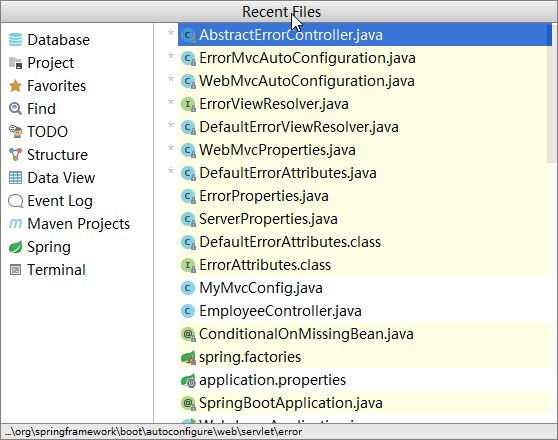 Recent Files
Database
Project
Favorites
Find
TODO
Structure
Data View
Event Log
Maven Projects
Spring
Terminal
* AbstractErrorController.java
* ErrorMvcAutoConfiguration.java
* WebMvcAutoConfiguration.java
* ErrorViewResolver.java
* DefaultErrorViewResolver.java
* WebMvcProperties.java
* DefaultErrorAttributes.java
ErrorProperties.java
ServerProperties.java
DefaultErrorAttributes.class
ErrorAttributes.class
MyMvcConfig.java
EmployeeController.java
ConditionalOnMissingBean.java
spring.factories
application.properties
SpringBootApplication.java
...\org\springframework\boot\autoconfigure\web\servlet\error